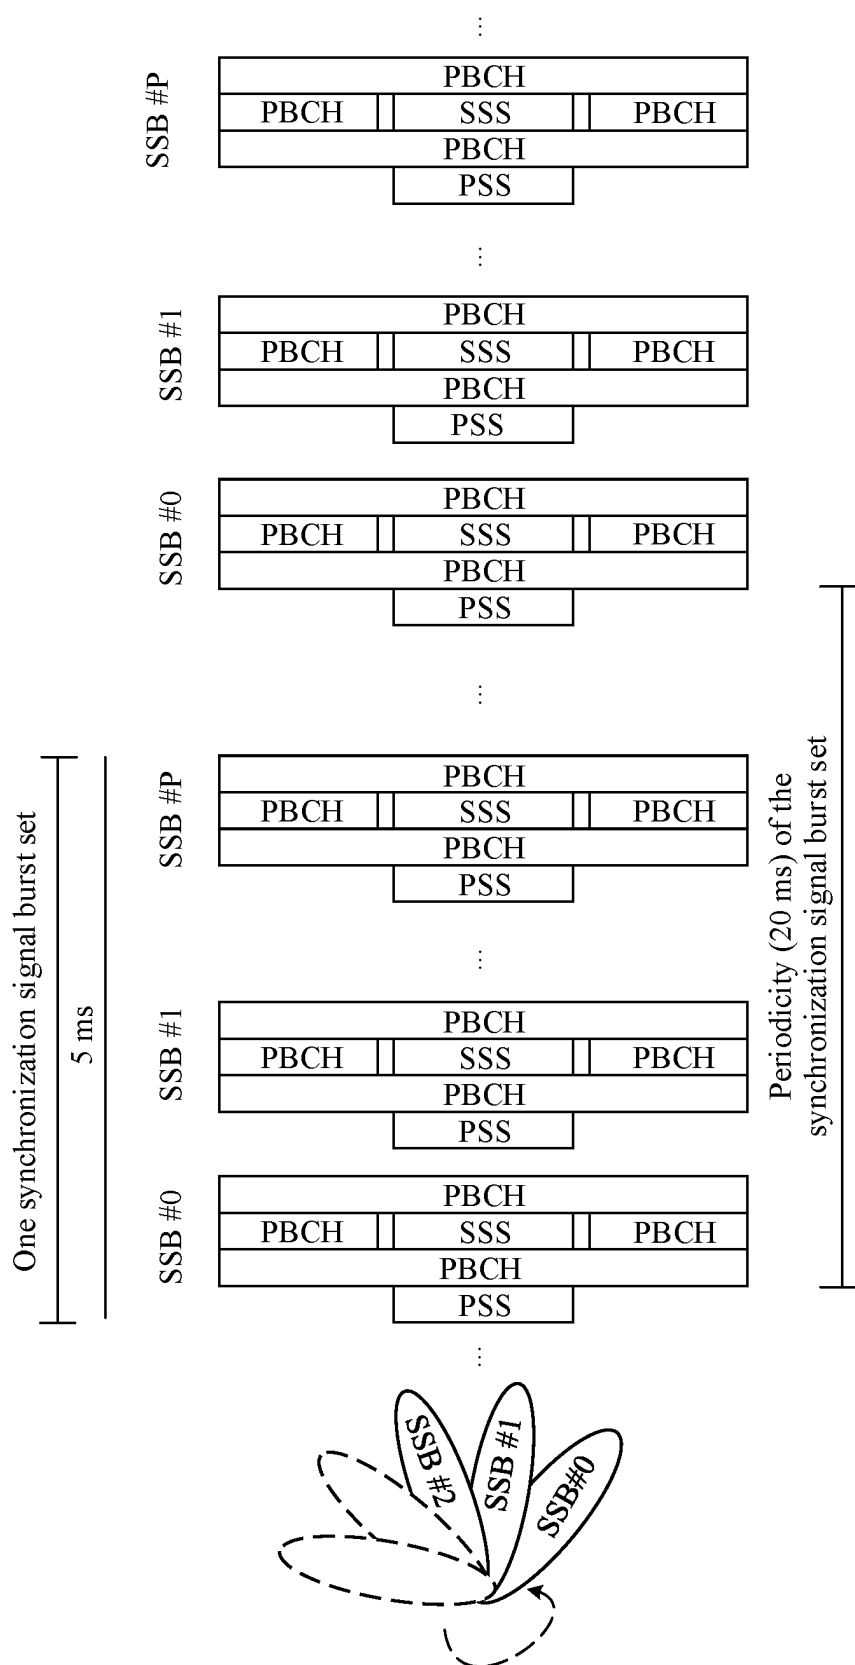 ⋮
PBCH
SSB #P
PBCH SSS PBCH
PBCH
PSS
⋮
PBCH
SSB #1
PBCH SSS PBCH
PBCH
PSS
PBCH
SSB #0
PBCH SSS PBCH
PBCH
PSS
⋮
PBCH
SSB #P
PBCH SSS PBCH
PBCH
PSS
⋮
PBCH
SSB #1
PBCH SSS PBCH
PBCH
PSS
PBCH
SSB #0
PBCH SSS PBCH
PBCH
PSS
⋮
One synchronization signal burst set
5 ms
Periodicity (20 ms) of the
synchronization signal burst set
SSB #2
SSB #1
SSB#0